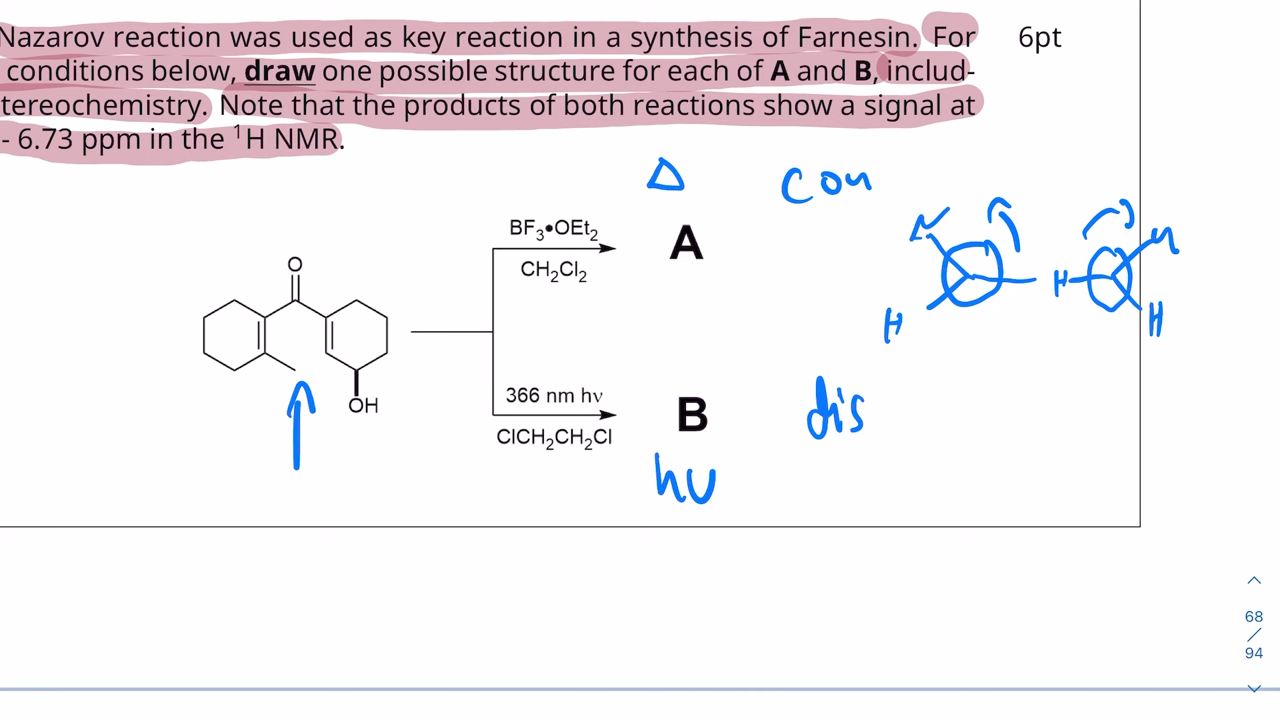 Nazarov reaction was used as key reaction in a synthesis of Farnesin. For 6pt
conditions below, draw one possible structure for each of A and B, includ-
tereochemistry. Note that the products of both reactions show a signal at
- 6.73 ppm in the ¹H NMR.
Δ con
BF₃•OEt₂
A
CH₂Cl₂
O
H
H
H
OH
366 nm hν
B
dis
ClCH₂CH₂Cl
hν
68
/
94